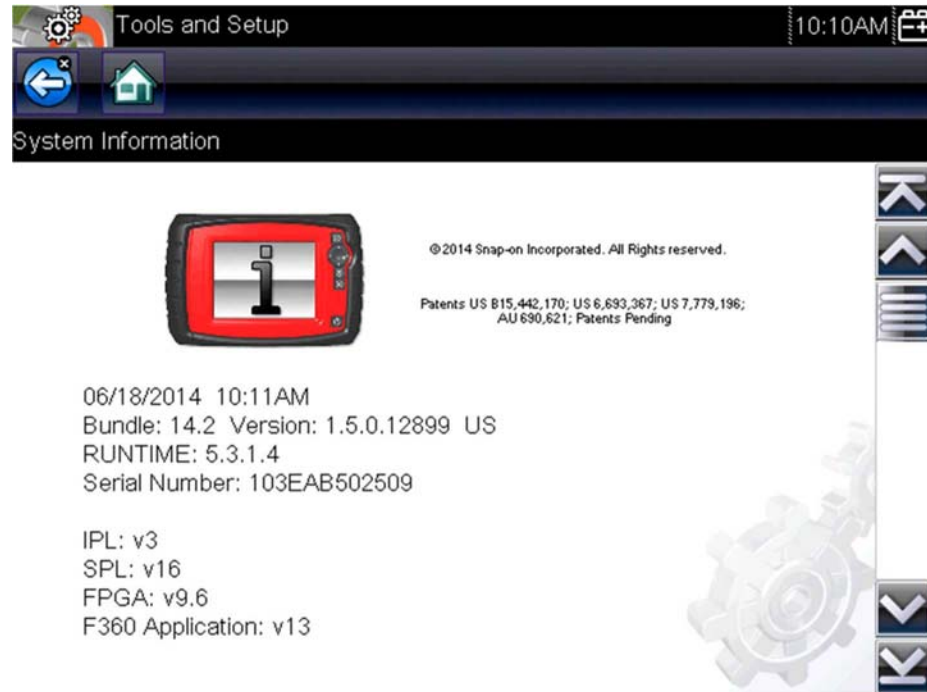 Tools and Setup
10:10AM
System Information
© 2014 Snap-on Incorporated. All Rights reserved.
Patents US B15,442,170; US 6,693,367; US 7,779,196;
AU 690,621; Patents Pending
06/18/2014 10:11AM
Bundle: 14.2 Version: 1.5.0.12899 US
RUNTIME: 5.3.1.4
Serial Number: 103EAB502509
IPL: v3
SPL: v16
FPGA: v9.6
F360 Application: v13